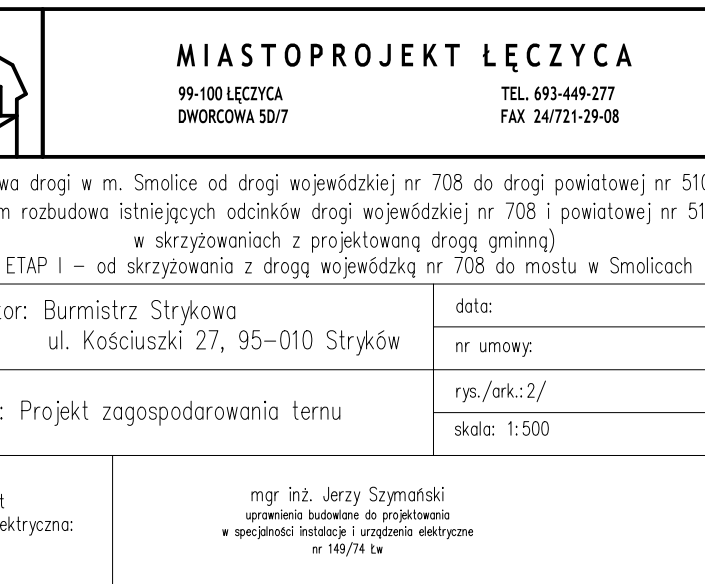 MIASTOPROJEKT ŁĘCZYCA
99-100 ŁĘCZYCA TEL. 693-449-277
DWORCOWA 5D/7 FAX 24/721-29-08
wa drogi w m. Smolice od drogi wojewódzkiej nr 708 do drogi powiatowej nr 510
m rozbudowa istniejących odcinków drogi wojewódzkiej nr 708 i powiatowej nr 51
w skrzyżowaniach z projektowaną drogą gminną)
ETAP I – od skrzyżowania z drogą wojewódzką nr 708 do mostu w Smolicach
tor: Burmistrz Strykowa
ul. Kościuszki 27, 95–010 Stryków
data:
nr umowy:
: Projekt zagospodarowania ternu
rys./ark.: 2/
skala: 1:500
t
ektryczna:
mgr inż. Jerzy Szymański
uprawnienia budowlane do projektowania
w specjalności instalacje i urządzenia elektryczne
nr 149/74 Łw